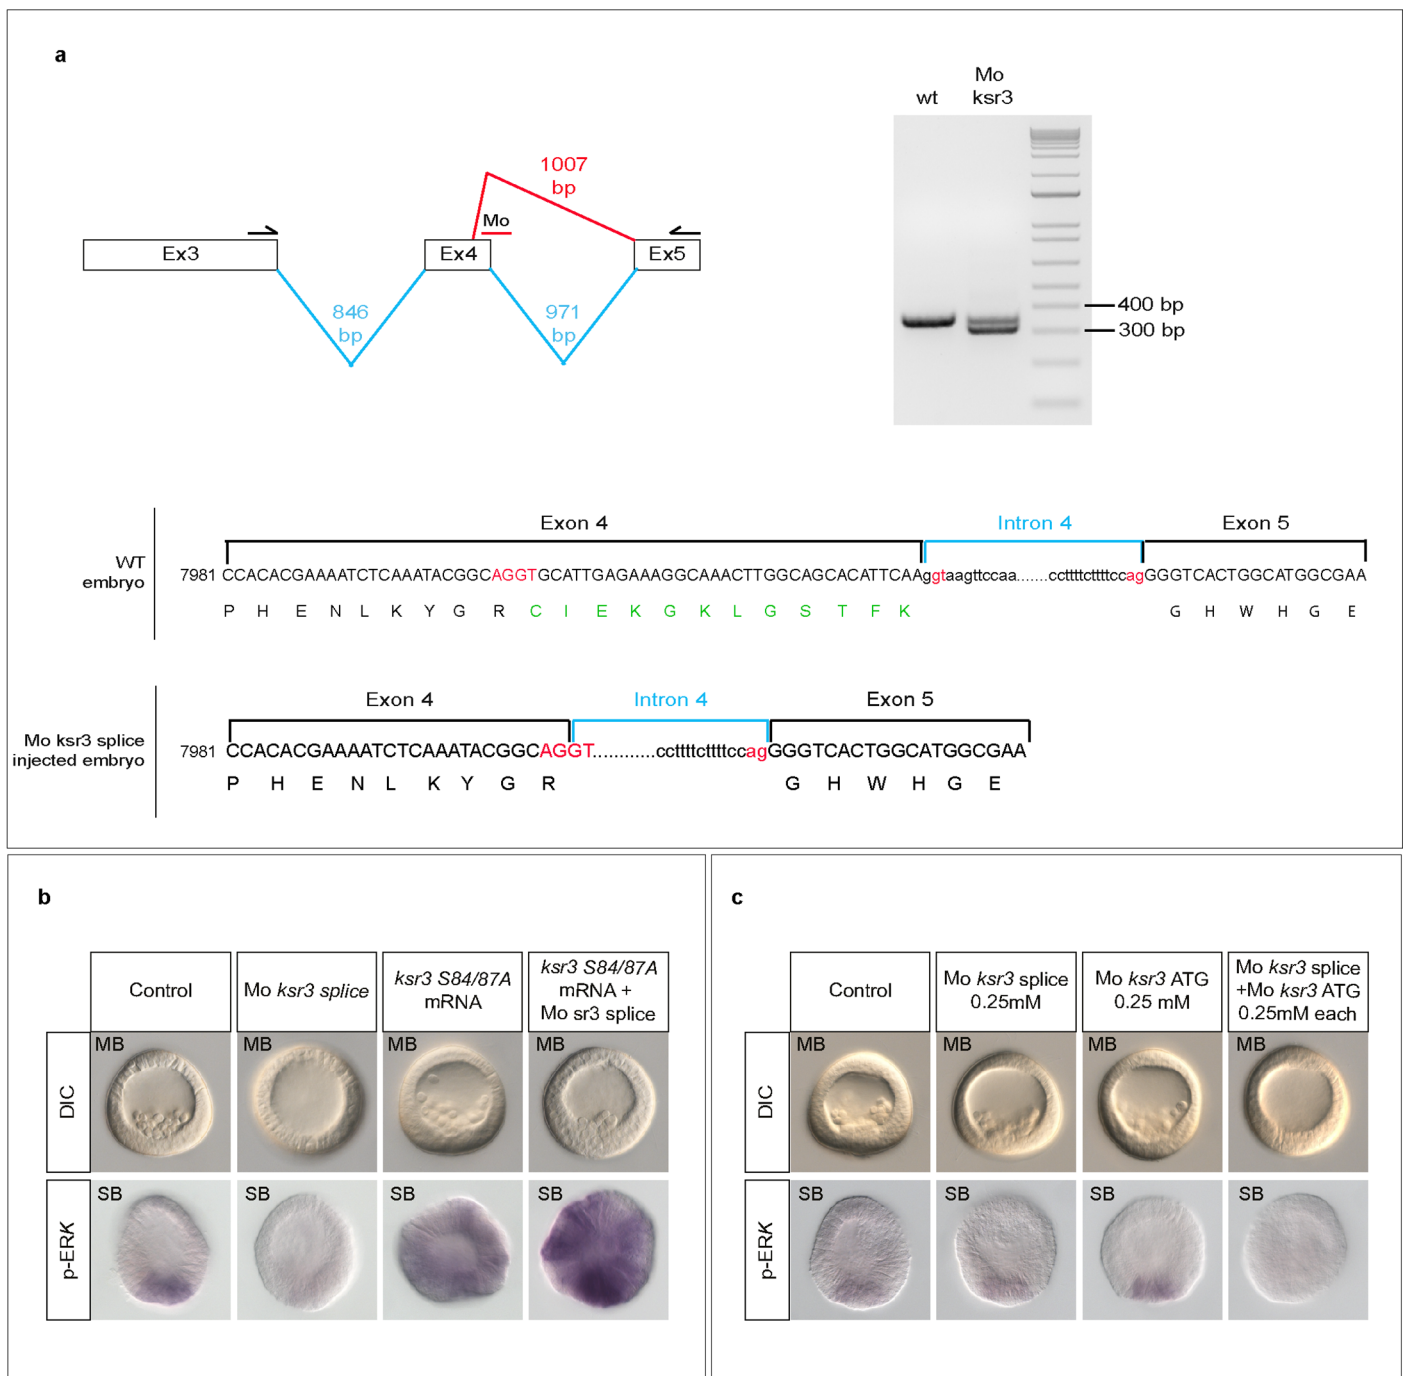 a
wt
Mo
ksr3
1007
bp
Mo
Ex3
Ex4
Ex5
846
bp
971
bp
400 bp
300 bp
Exon 4
Intron 4
Exon 5
WT
embryo
7981 CCACACGAAAATCTCAAATACGGCAGGTGCATTGAGAAAGGCAAACTTGGCAGCACATTCAAggtaagttccaa.......ccttttcttttccagGGGTCACTGGCATGGCGAA
P H E N L K Y G R C I E K G K L G S T F K G H W H G E
Exon 4
Intron 4
Exon 5
Mo ksr3 splice
injected embryo
7981 CCACACGAAAATCTCAAATACGGCAGGT............ccttttcttttccagGGGTCACTGGCATGGCGAA
P H E N L K Y G R G H W H G E
b
Control
Mo ksr3 splice
ksr3 S84/87A
mRNA
ksr3 S84/87A
mRNA +
Mo sr3 splice
DIC
MB
MB
MB
MB
p-ERK
SB
SB
SB
SB
c
Control
Mo ksr3 splice
0.25mM
Mo ksr3 ATG
0.25 mM
Mo ksr3 splice
+Mo ksr3 ATG
0.25mM each
DIC
MB
MB
MB
MB
p-ERK
SB
SB
SB
SB